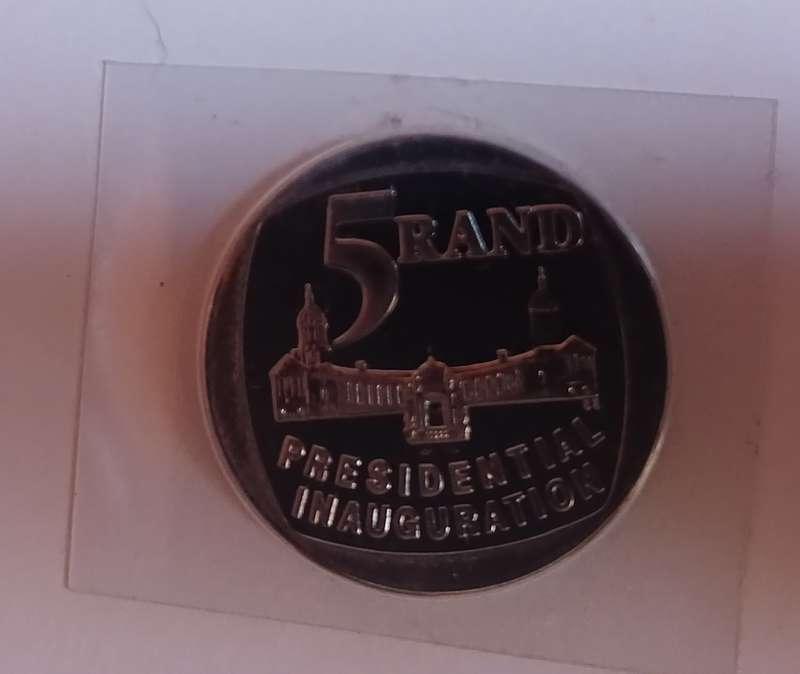 5 RAND
PRESIDENTIAL
INAUGURATION